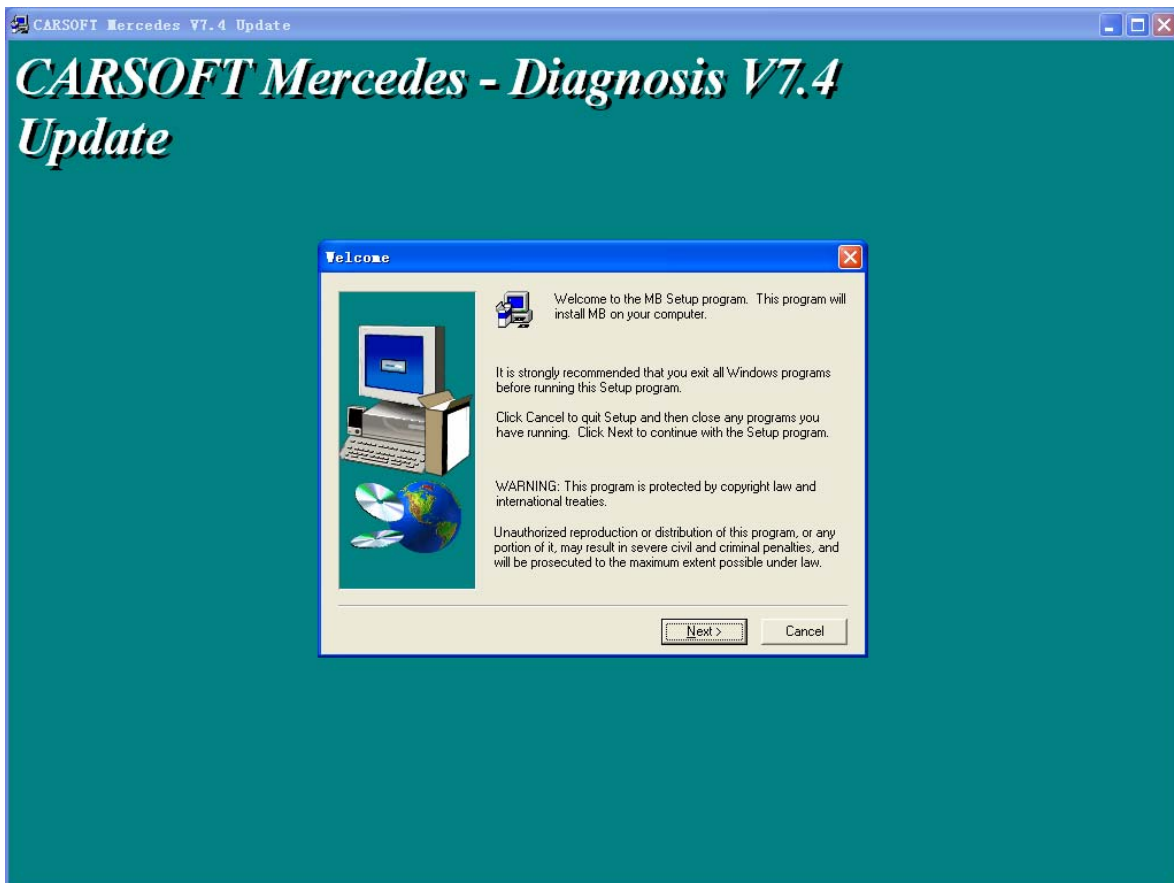 CARSOFT Mercedes V7.4 Update
CARSOFT Mercedes - Diagnosis V7.4
Update
Welcome
Welcome to the MB Setup program. This program will
install MB on your computer.
It is strongly recommended that you exit all Windows programs
before running this Setup program.
Click Cancel to quit Setup and then close any programs you
have running. Click Next to continue with the Setup program.
WARNING: This program is protected by copyright law and
international treaties.
Unauthorized reproduction or distribution of this program, or any
portion of it, may result in severe civil and criminal penalties, and
will be prosecuted to the maximum extent possible under law.
Next >
Cancel